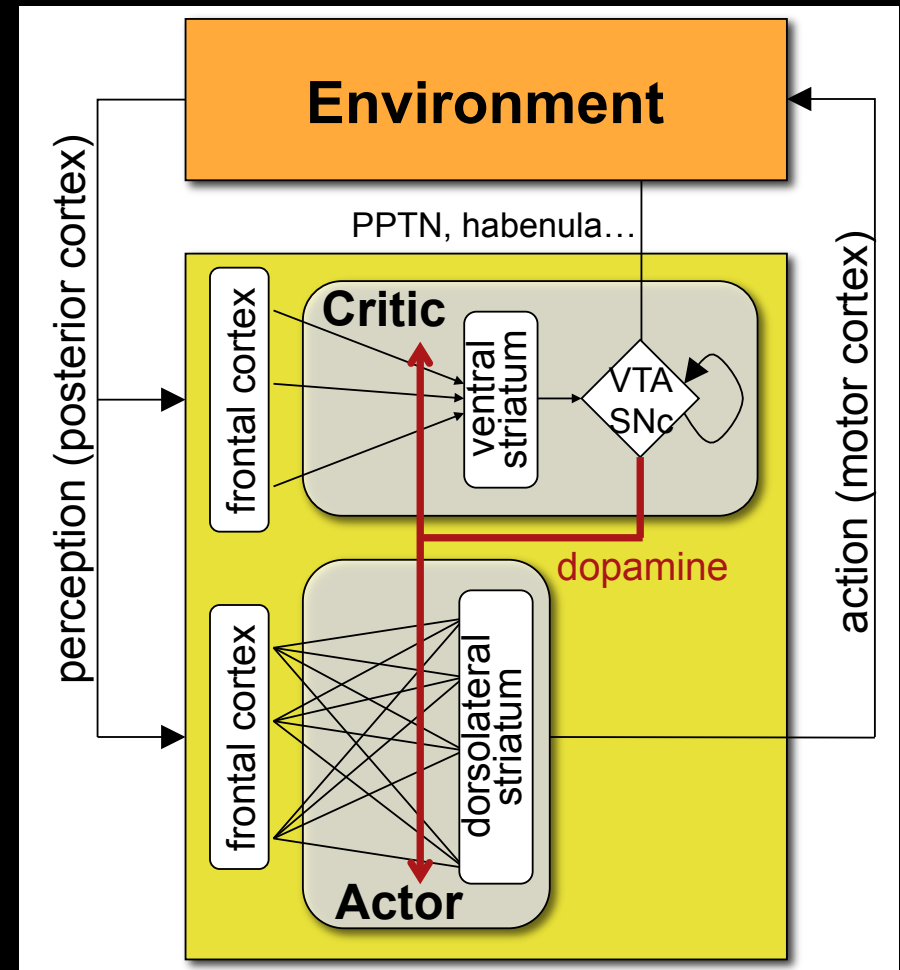 Environment
perception (posterior cortex)
PPTN, habenula…
action (motor cortex)
frontal cortex
Critic
ventral
striatum
VTA
SNc
dopamine
frontal cortex
dorsolateral
striatum
Actor